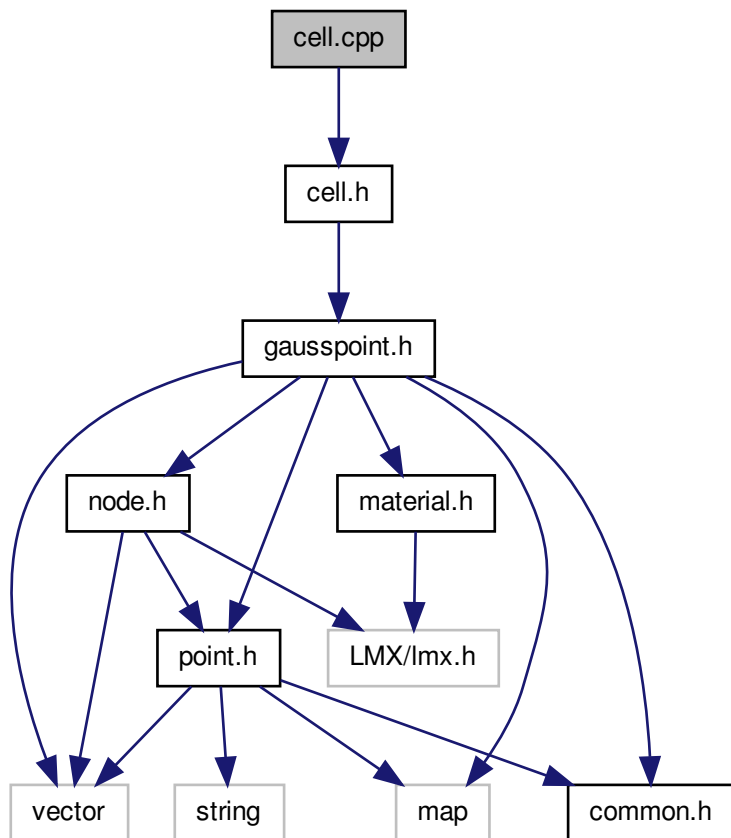 cell.cpp
cell.h
gausspoint.h
node.h
material.h
point.h
LMX/lmx.h
vector
string
map
common.h